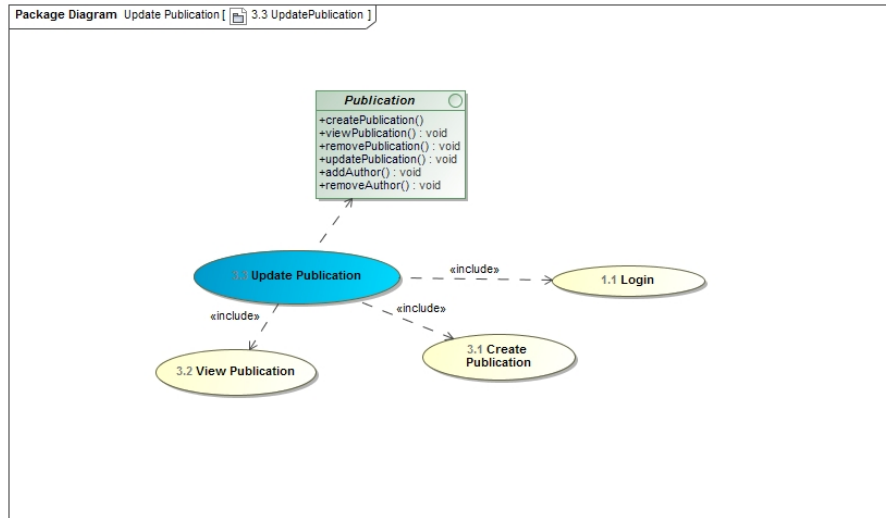 Package Diagram Update Publication [ 3.3 UpdatePublication ]
Publication
+createPublication()
+viewPublication() : void
+removePublication() : void
+updatePublication() : void
+addAuthor() : void
+removeAuthor() : void
3.3 Update Publication
«include»
1.1 Login
«include»
«include»
3.1 Create
Publication
3.2 View Publication